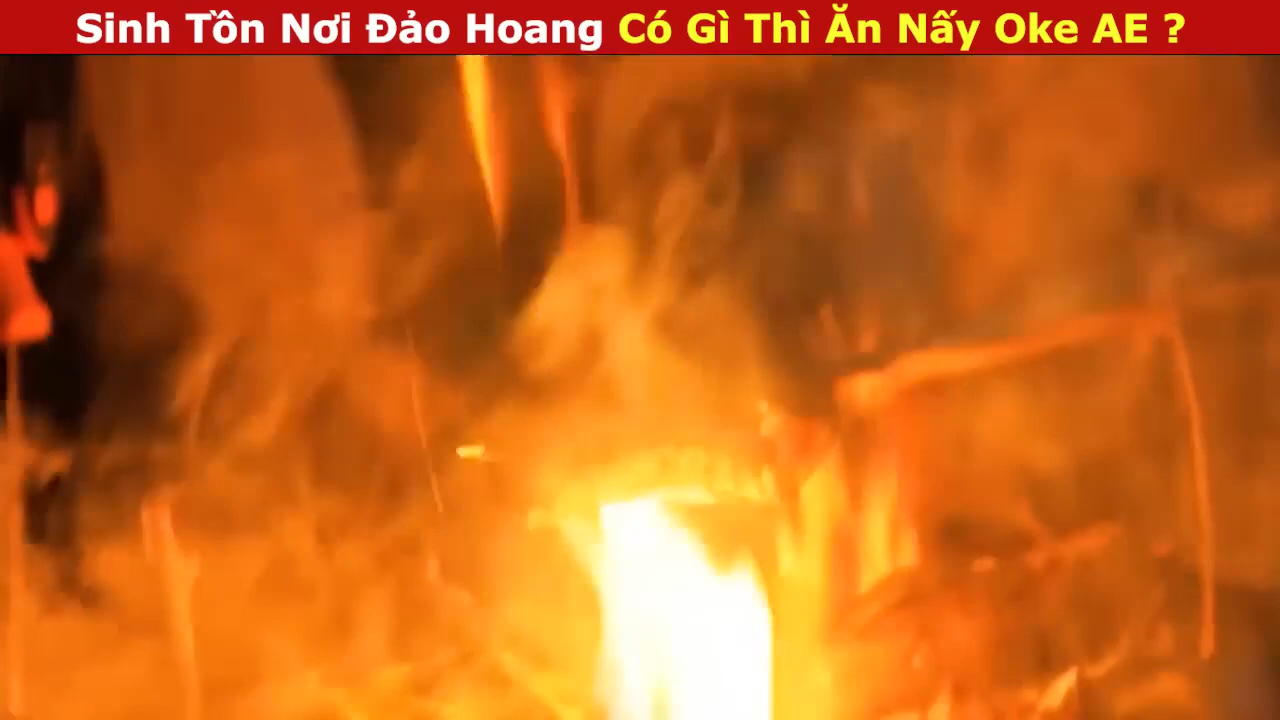 Sinh Tồn Nơi Đảo Hoang Có Gì Thì Ăn Nấy Oke AE ?